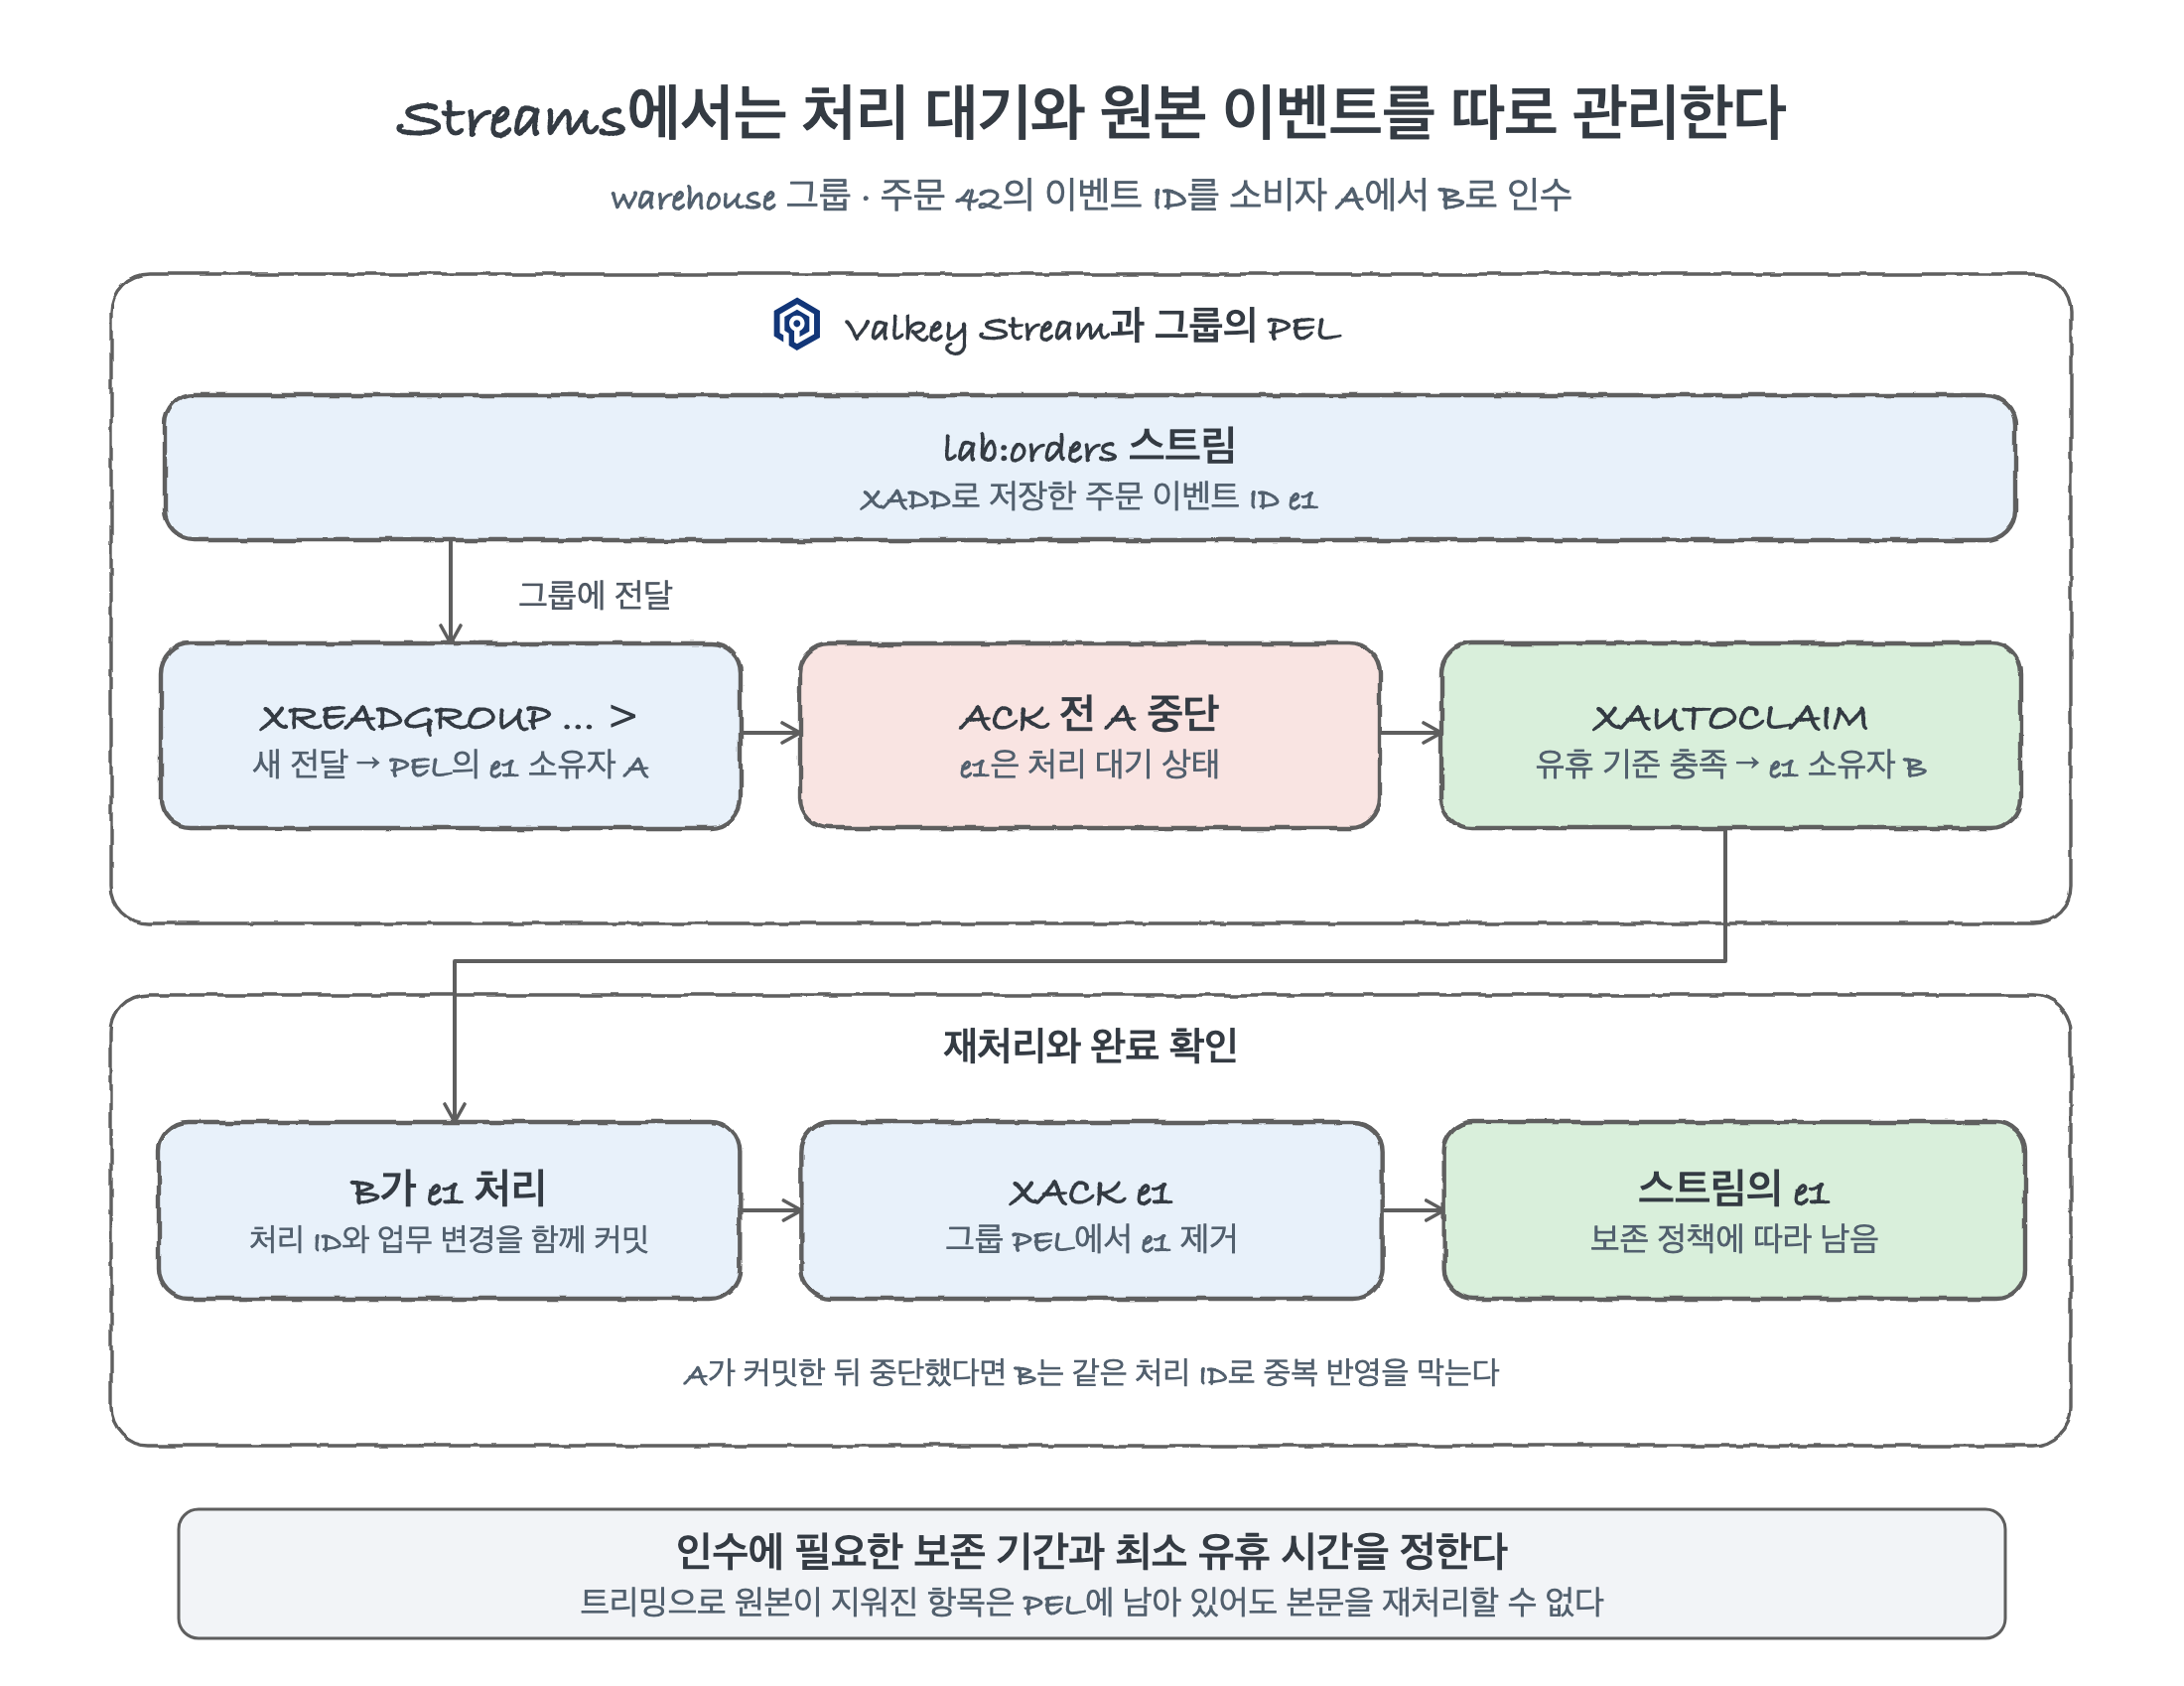 Streams에서는 처리 대기와 원본 이벤트를 따로 관리한다
warehouse 그룹 · 주문 42의 이벤트 ID를 소비자 A에서 B로 인수
Valkey Stream과 그룹의 PEL
lab:orders 스트림
XADD로 저장한 주문 이벤트 ID e1
그룹에 전달
XREADGROUP ... >
새 전달 → PEL의 e1 소유자 A
ACK 전 A 중단
e1은 처리 대기 상태
XAUTOCLAIM
유휴 기준 충족 → e1 소유자 B
재처리와 완료 확인
B가 e1 처리
처리 ID와 업무 변경을 함께 커밋
XACK e1
그룹 PEL에서 e1 제거
스트림의 e1
보존 정책에 따라 남음
A가 커밋한 뒤 중단했다면 B는 같은 처리 ID로 중복 반영을 막는다
인수에 필요한 보존 기간과 최소 유휴 시간을 정한다
트리밍으로 원본이 지워진 항목은 PEL에 남아 있어도 본문을 재처리할 수 없다